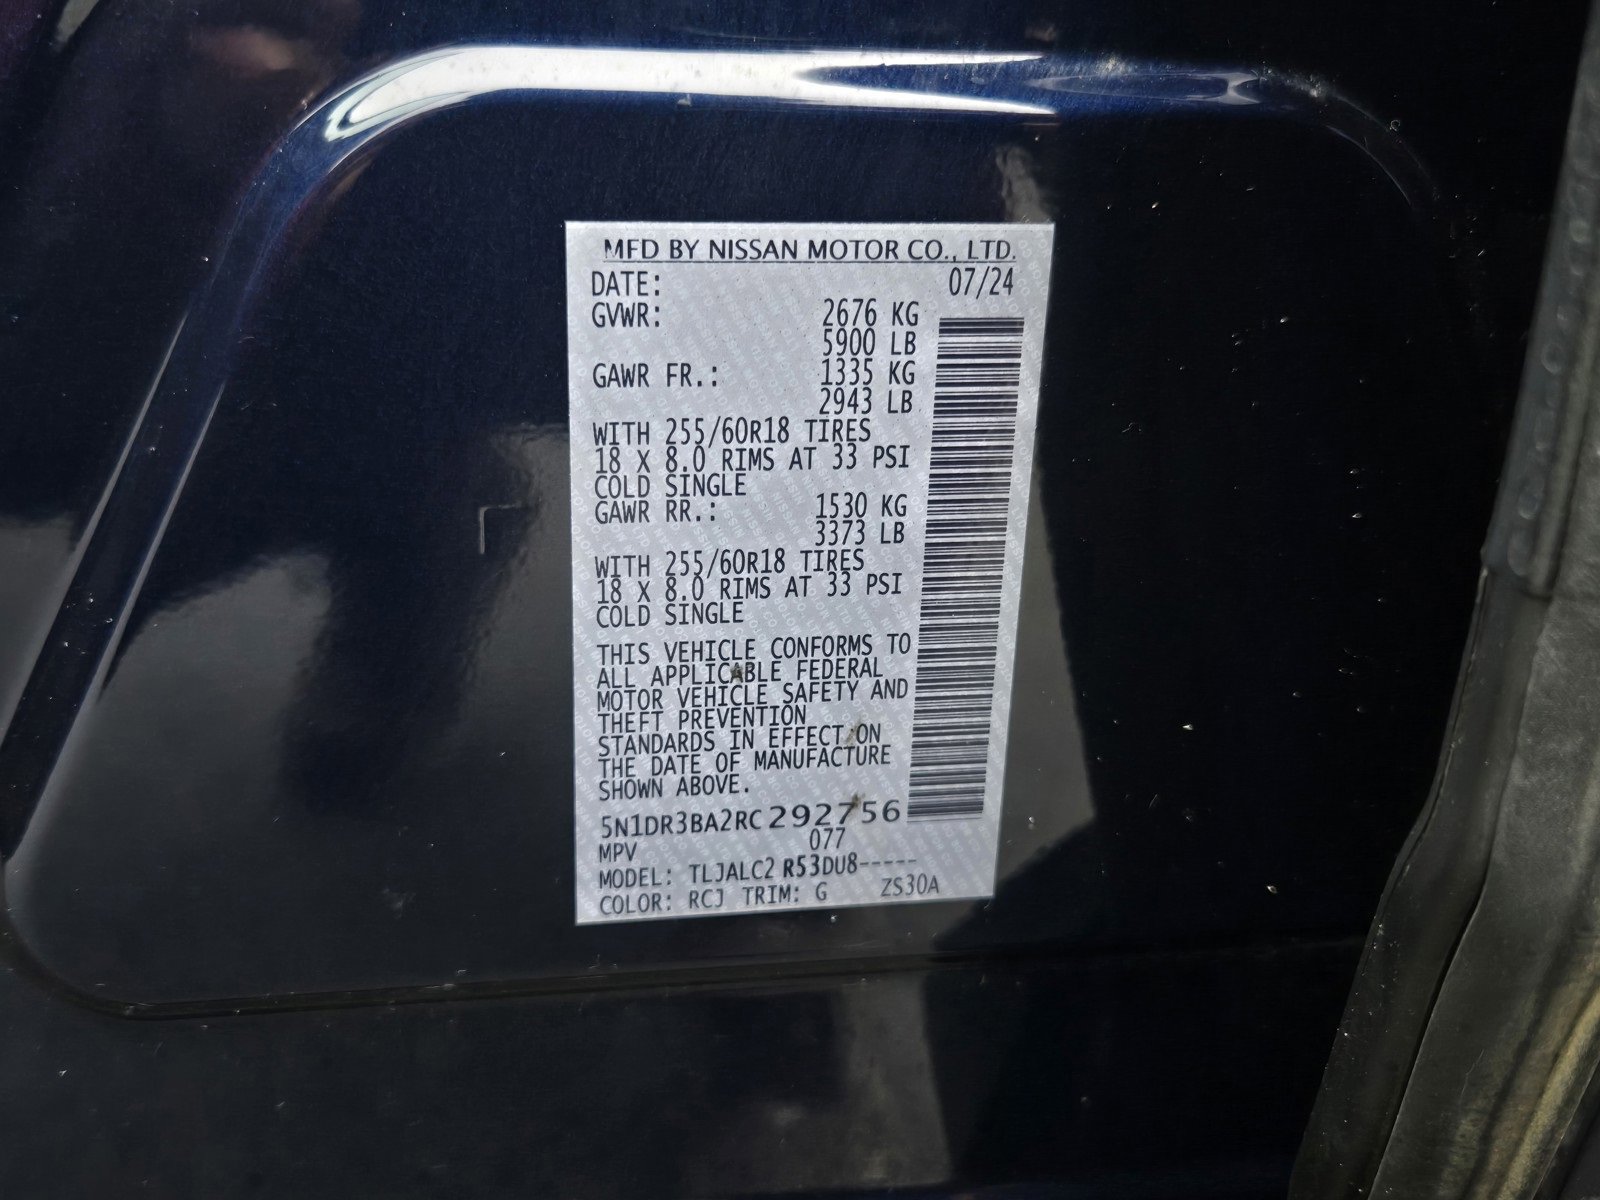 MFD BY NISSAN MOTOR CO., LTD.
DATE: 07/24
GVWR: 2676 KG
5900 LB
GAWR FR.: 1335 KG
2943 LB
WITH 255/60R18 TIRES
18 X 8.0 RIMS AT 33 PSI
COLD SINGLE
GAWR RR.: 1530 KG
3373 LB
WITH 255/60R18 TIRES
18 X 8.0 RIMS AT 33 PSI
COLD SINGLE
THIS VEHICLE CONFORMS TO
ALL APPLICABLE FEDERAL
MOTOR VEHICLE SAFETY AND
THEFT PREVENTION
STANDARDS IN EFFECT ON
THE DATE OF MANUFACTURE
SHOWN ABOVE.
5N1DR3BA2RC292756
MPV 077
MODEL: TLJALC2 R53DU8-----
COLOR: RCJ TRIM: G ZS30A